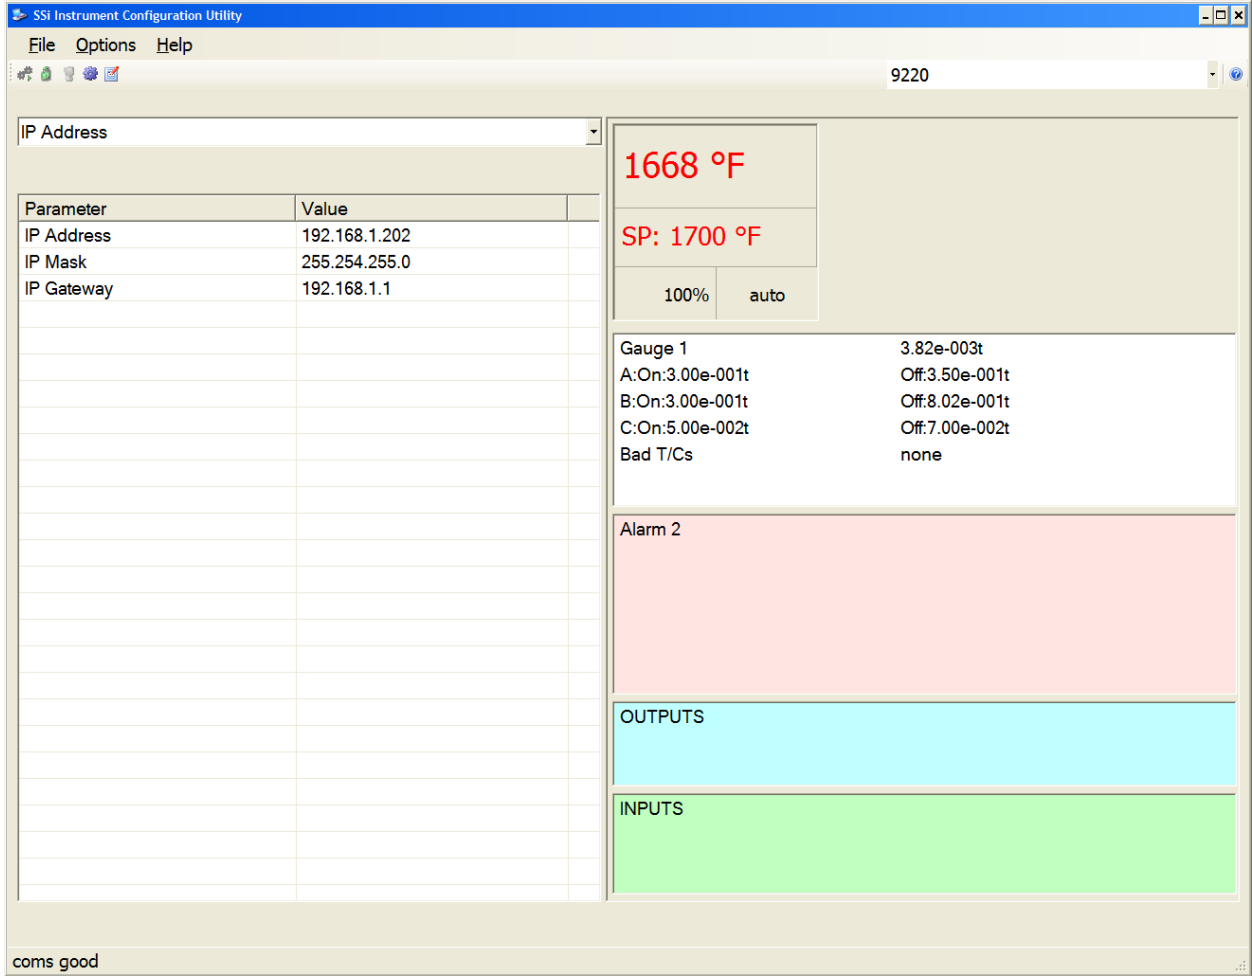 SSi Instrument Configuration Utility
File Options Help
9220
IP Address
Parameter Value
IP Address 192.168.1.202
IP Mask 255.254.255.0
IP Gateway 192.168.1.1
1668 °F
SP: 1700 °F
100% auto
Gauge 1 3.82e-003t
A:On:3.00e-001t Off:3.50e-001t
B:On:3.00e-001t Off:8.02e-001t
C:On:5.00e-002t Off:7.00e-002t
Bad T/Cs none
Alarm 2
OUTPUTS
INPUTS
coms good